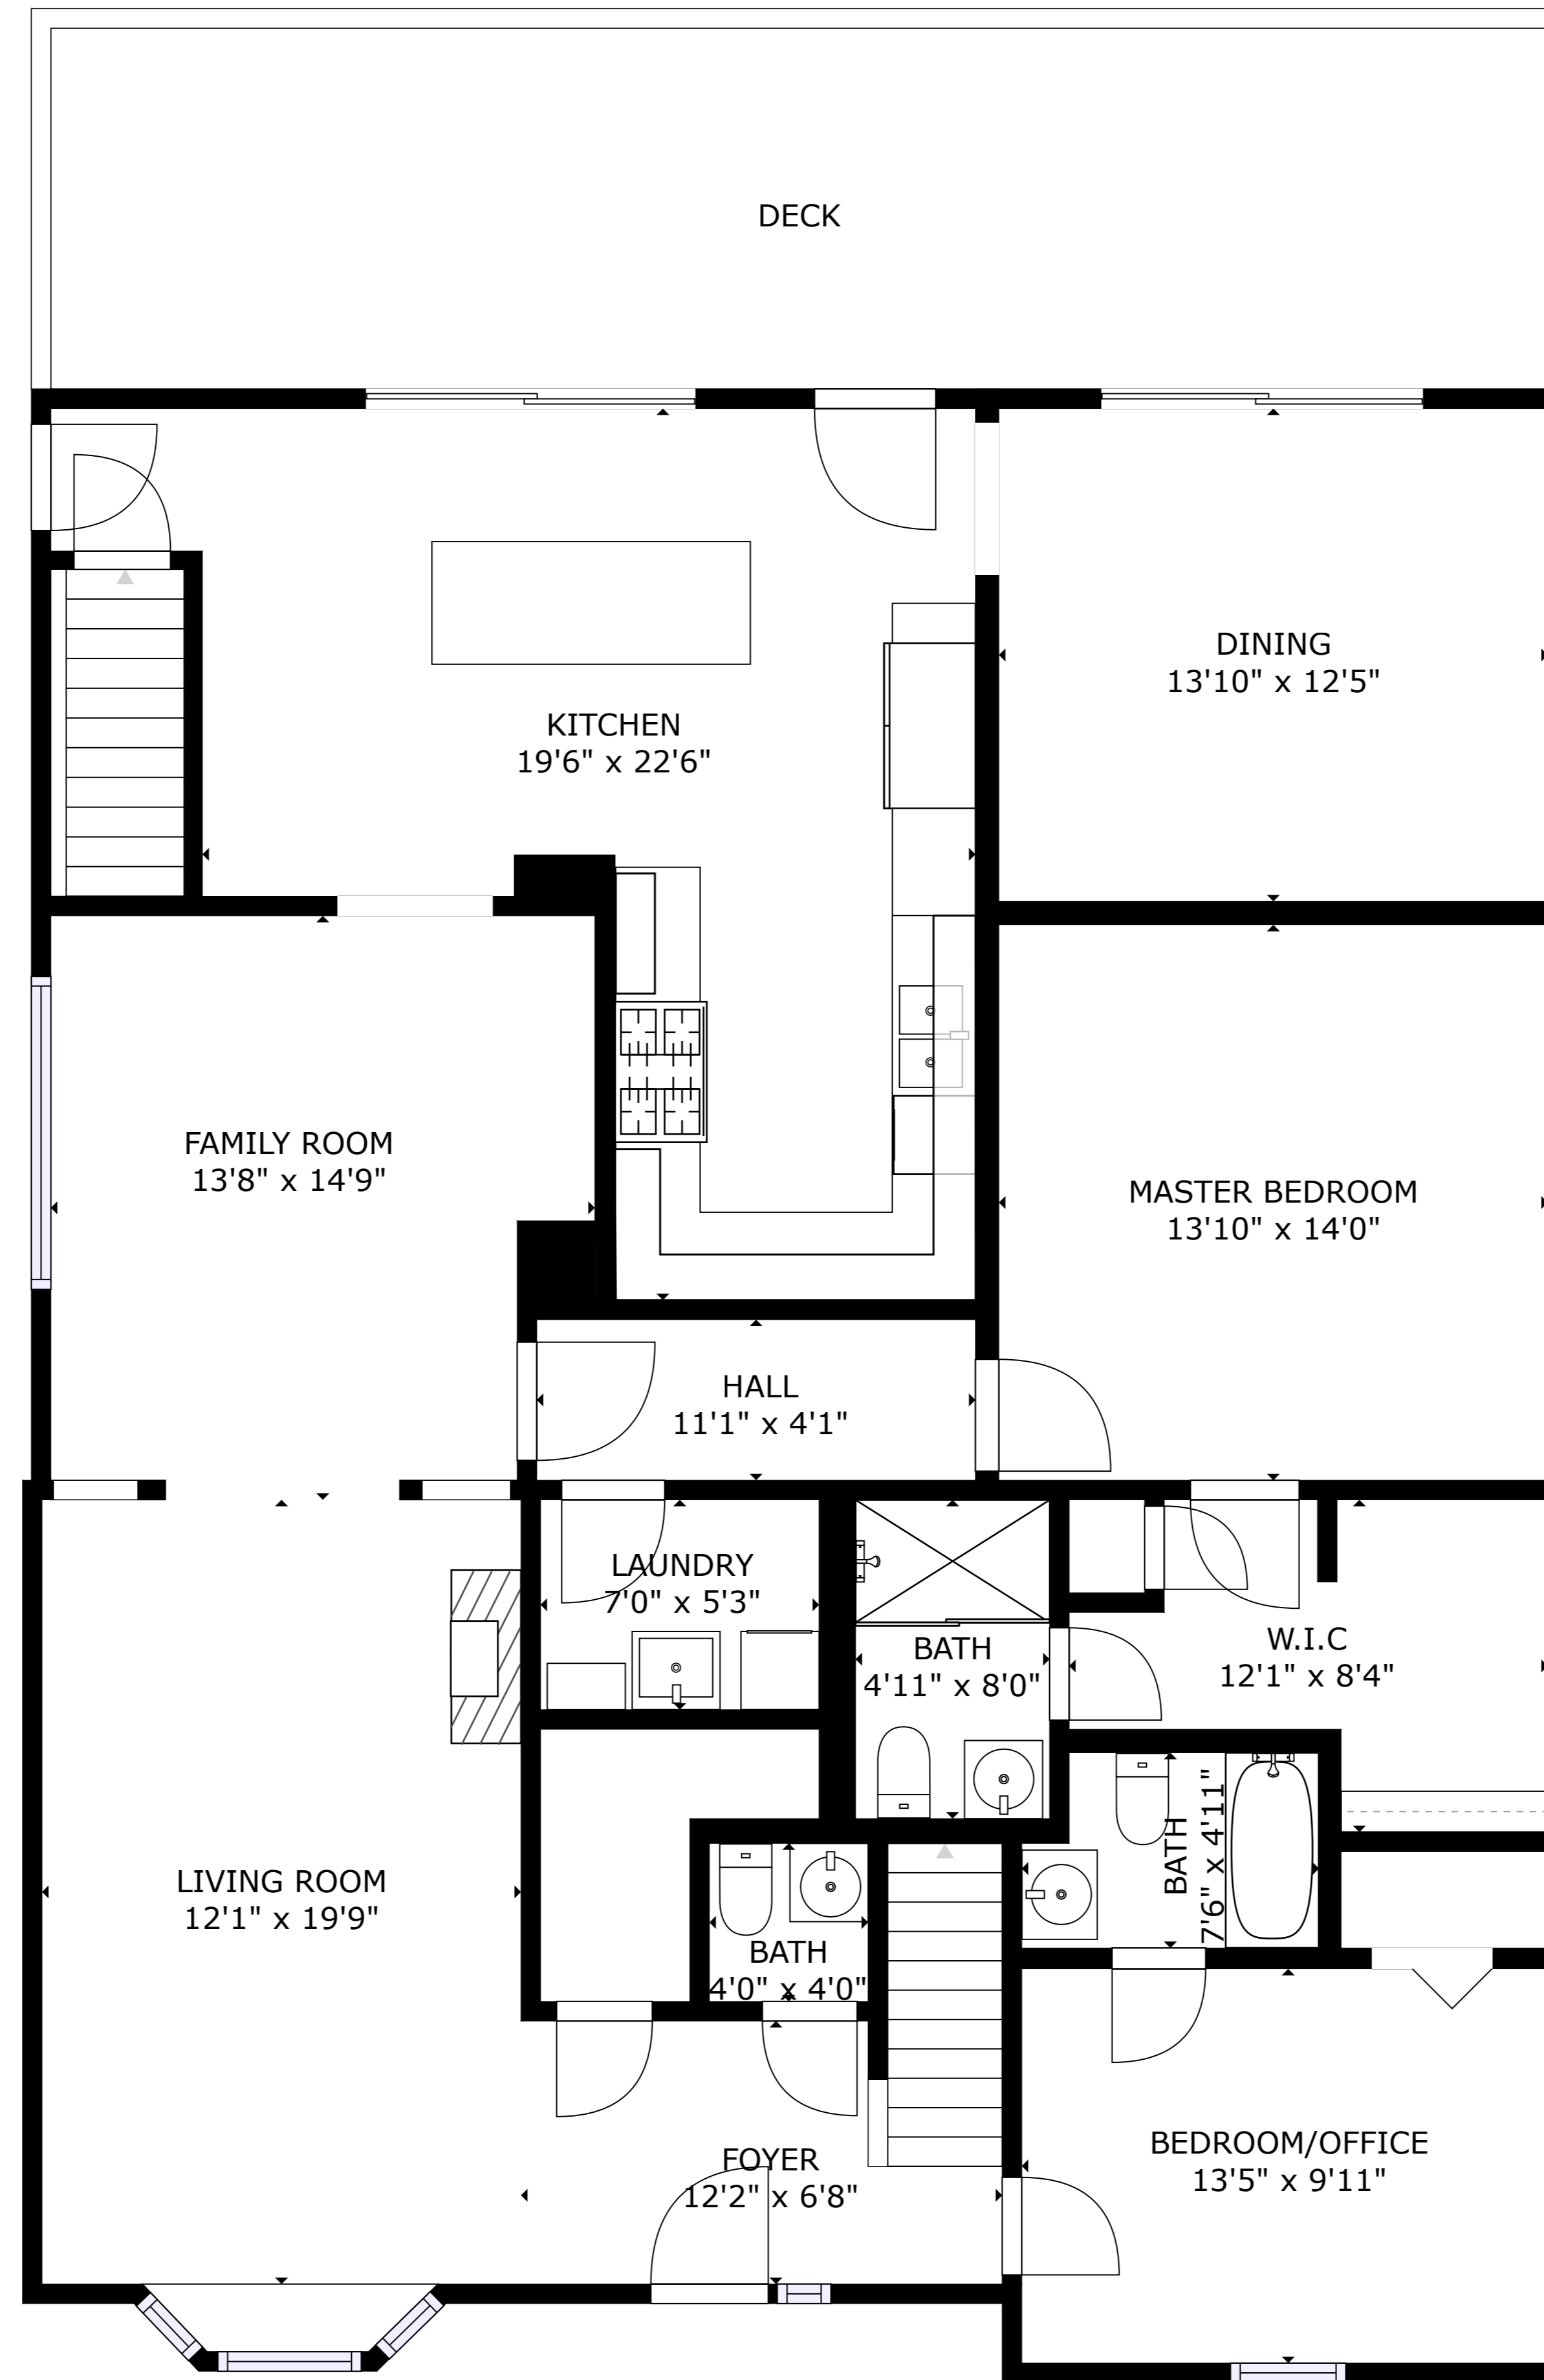 DECK
KITCHEN
19'6" x 22'6"
DINING
13'10" x 12'5"
FAMILY ROOM
13'8" x 14'9"
MASTER BEDROOM
13'10" x 14'0"
HALL
11'1" x 4'1"
LAUNDRY
7'0" x 5'3"
BATH
4'11" x 8'0"
W.I.C
12'1" x 8'4"
LIVING ROOM
12'1" x 19'9"
BATH
4'0" x 4'0"
BATH
7'6" x 4'11"
FOYER
12'2" x 6'8"
BEDROOM/OFFICE
13'5" x 9'11"